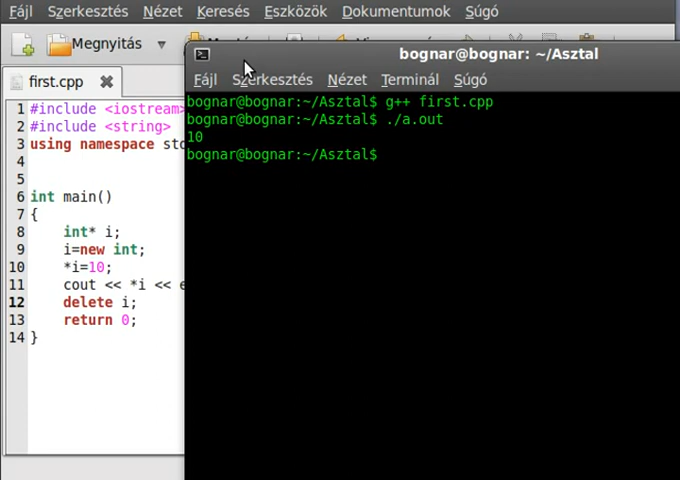 Fájl Szerkesztés Nézet Keresés Eszközök Dokumentumok Súgó
Megnyitás
first.cpp
1 #include <iostream>
2 #include <string>
3 using namespace std
4
5
6 int main()
7 {
8 int* i;
9 i=new int;
10 *i=10;
11 cout << *i << e
12 delete i;
13 return 0;
14 }
bognar@bognar: ~/Asztal
Fájl Szerkesztés Nézet Terminál Súgó
bognar@bognar:~/Asztal$ g++ first.cpp
bognar@bognar:~/Asztal$ ./a.out
10
bognar@bognar:~/Asztal$